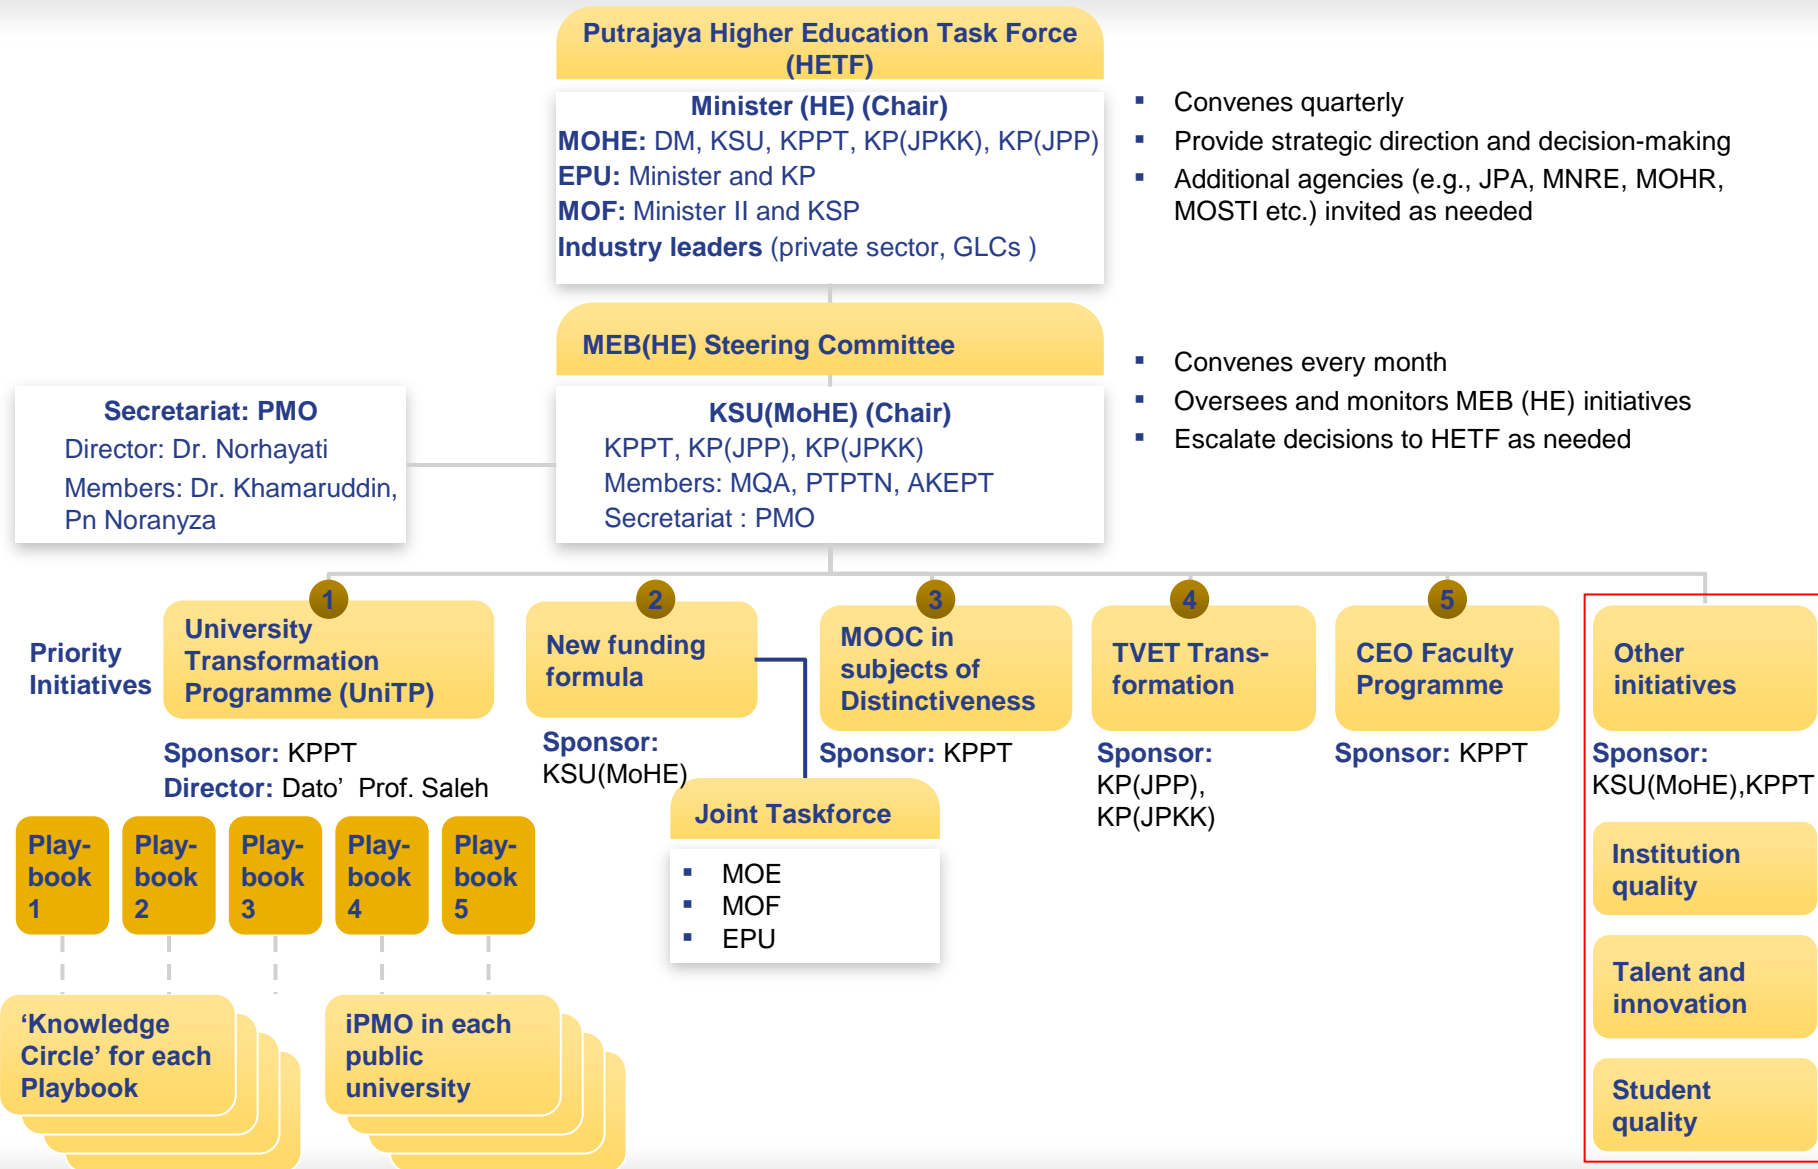 Putrajaya Higher Education Task Force
(HETF)
Minister (HE) (Chair)
MOHE: DM, KSU, KPPT, KP(JPKK), KP(JPP)
EPU: Minister and KP
MOF: Minister II and KSP
Industry leaders (private sector, GLCs )
▪ Convenes quarterly
▪ Provide strategic direction and decision-making
▪ Additional agencies (e.g., JPA, MNRE, MOHR,
MOSTI etc.) invited as needed
MEB(HE) Steering Committee
KSU(MoHE) (Chair)
KPPT, KP(JPP), KP(JPKK)
Members: MQA, PTPTN, AKEPT
Secretariat : PMO
▪ Convenes every month
▪ Oversees and monitors MEB (HE) initiatives
▪ Escalate decisions to HETF as needed
Secretariat: PMO
Director: Dr. Norhayati
Members: Dr. Khamaruddin,
Pn Noranyza
Priority
Initiatives
1
University
Transformation
Programme (UniTP)
Sponsor: KPPT
Director: Dato’ Prof. Saleh
Play-
book
1
Play-
book
2
Play-
book
3
Play-
book
4
Play-
book
5
‘Knowledge
Circle’ for each
Playbook
iPMO in each
public
university
2
New funding
formula
Sponsor:
KSU(MoHE)
Joint Taskforce
▪ MOE
▪ MOF
▪ EPU
3
MOOC in
subjects of
Distinctiveness
Sponsor: KPPT
4
TVET Trans-
formation
Sponsor:
KP(JPP),
KP(JPKK)
5
CEO Faculty
Programme
Sponsor: KPPT
Other
initiatives
Sponsor:
KSU(MoHE),KPPT
Institution
quality
Talent and
innovation
Student
quality